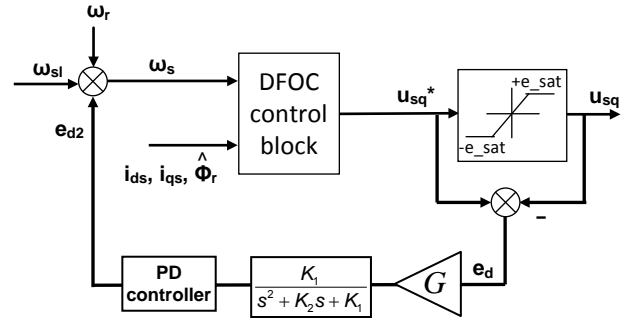 ωr
ωsl
ωs
ed2
DFOC
control
block
ids, iqs, Φ̂r
usq*
+e_sat
-e_sat
usq
–
ed
G
K1
s² + K2s + K1
PD
controller